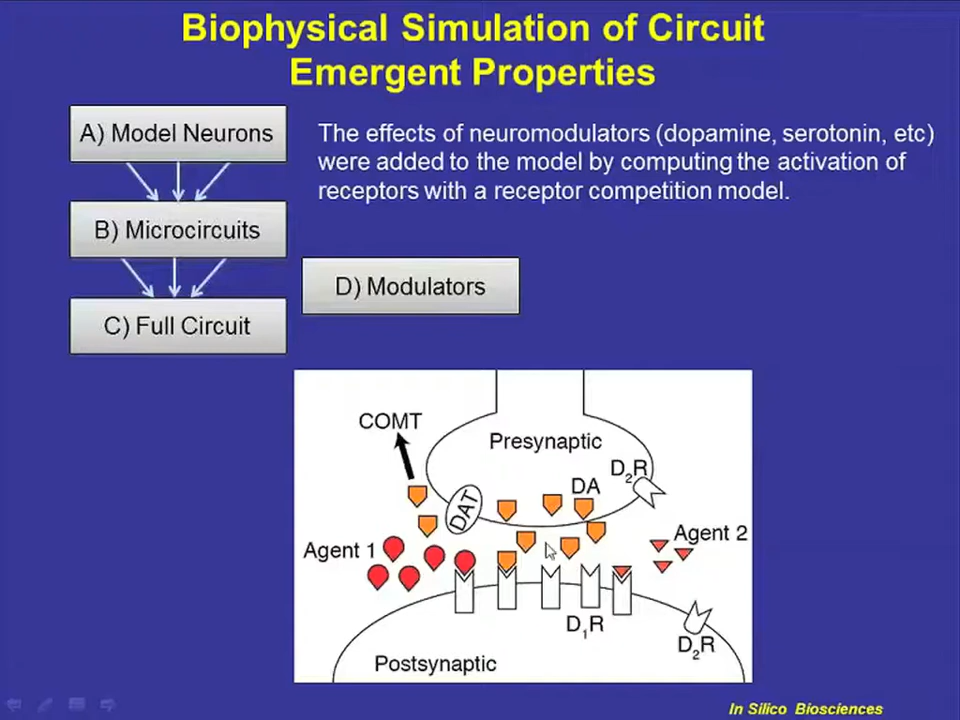 Biophysical Simulation of Circuit
Emergent Properties
A) Model Neurons
The effects of neuromodulators (dopamine, serotonin, etc)
were added to the model by computing the activation of
receptors with a receptor competition model.
B) Microcircuits
D) Modulators
C) Full Circuit
COMT
Presynaptic
D2R
DA
DAT
Agent 1
Agent 2
D1R
D2R
Postsynaptic
In Silico Biosciences